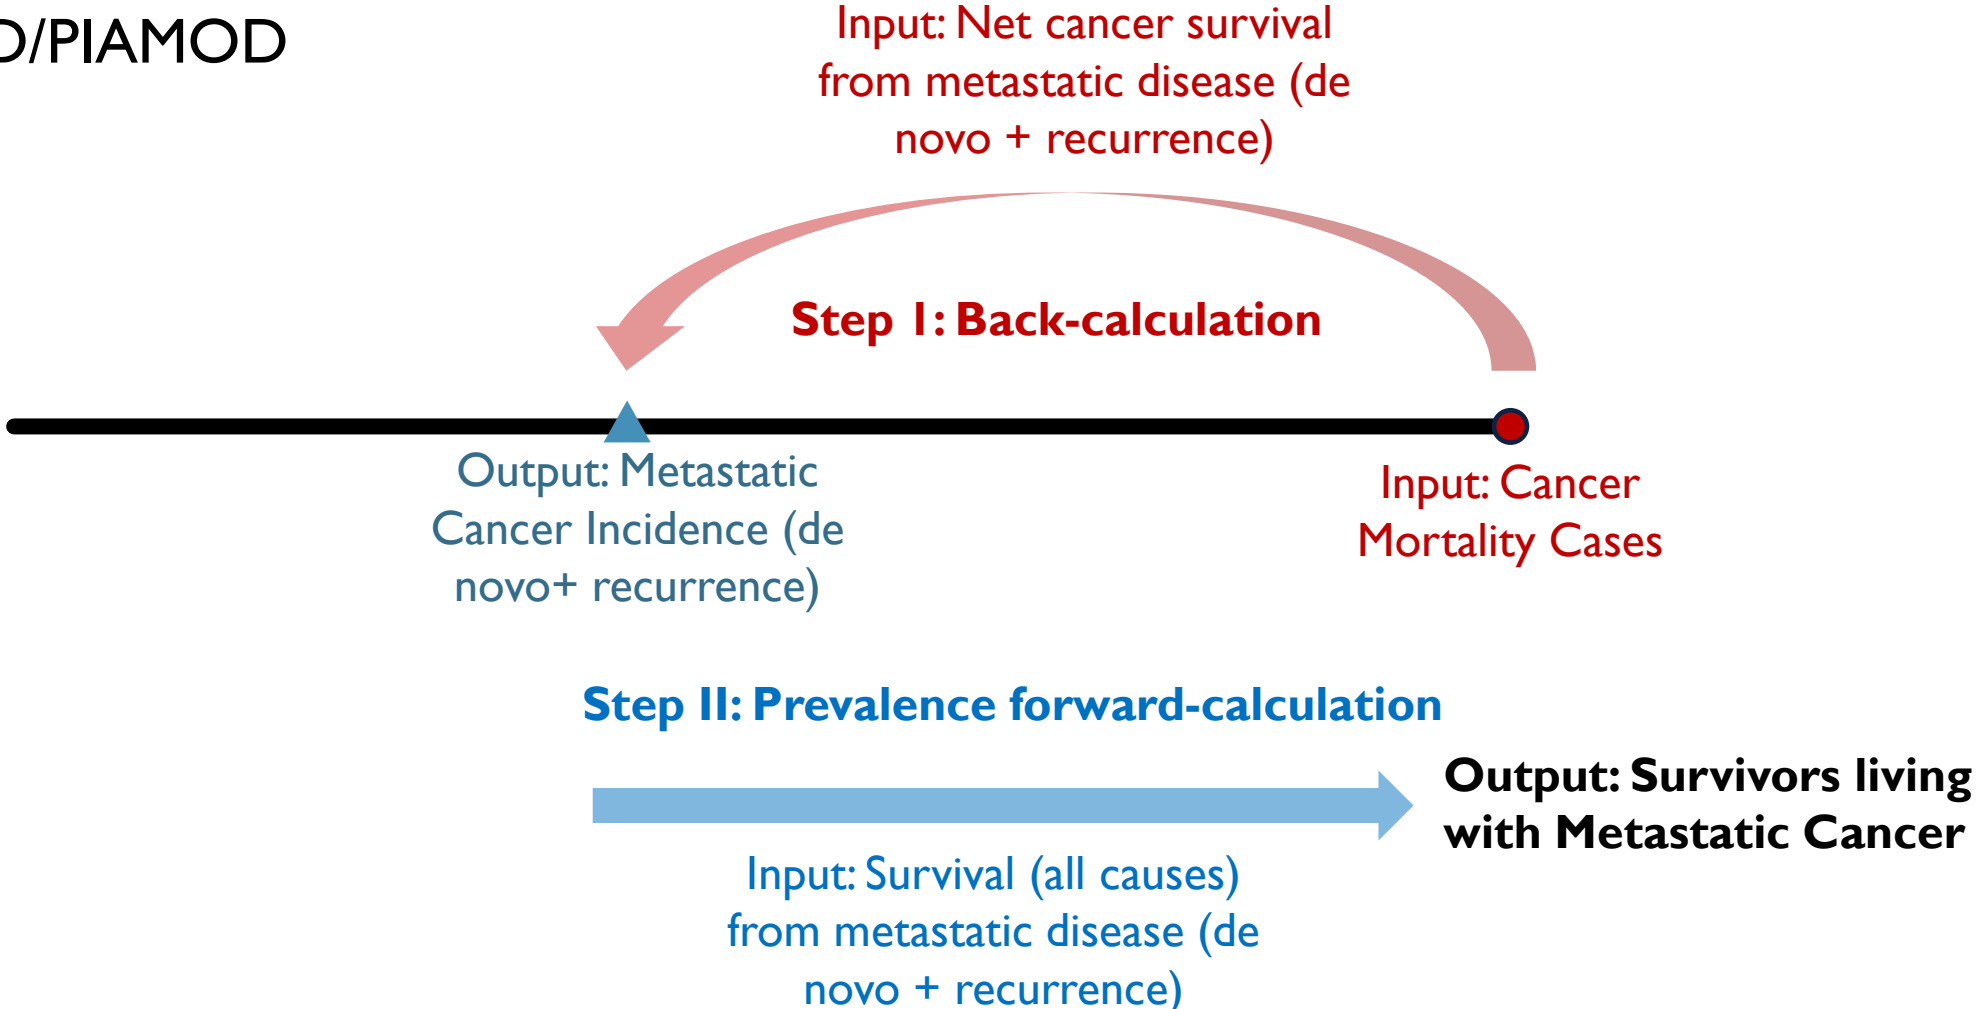 D/PIAMOD
Input: Net cancer survival
from metastatic disease (de
novo + recurrence)
Step I: Back-calculation
Output: Metastatic
Cancer Incidence (de
novo+ recurrence)
Input: Cancer
Mortality Cases
Step II: Prevalence forward-calculation
Output: Survivors living
with Metastatic Cancer
Input: Survival (all causes)
from metastatic disease (de
novo + recurrence)